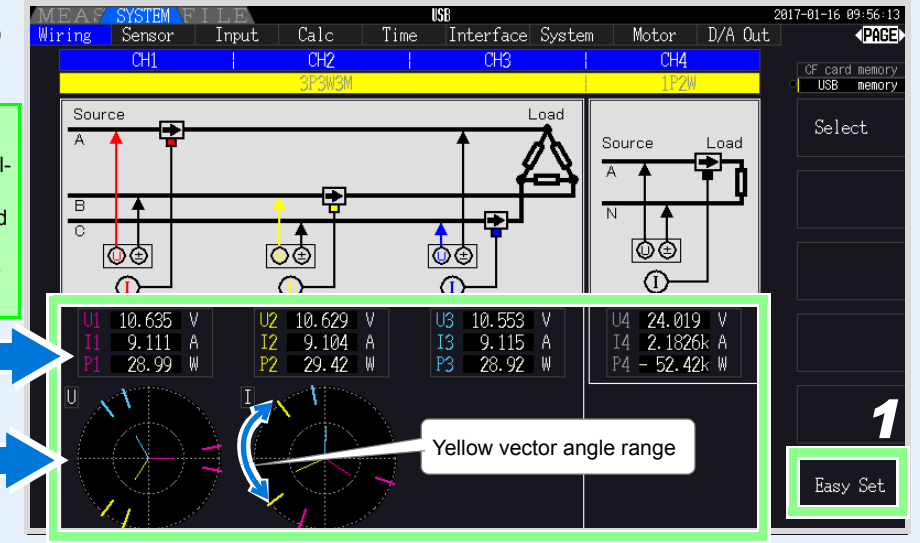 MEAS SYSTEM FILE USB 2017-01-16 09:56:13
Wiring Sensor Input Calc Time Interface System Motor D/A Out PAGE
CH1 CH2 CH3 CH4
3P3W3M 1P2W
CF card memory
USB memory
Select
Source Load
A
B
C
U ± U ± U ±
I I I
Source Load
A
N
U ±
I
l-
d
U1 10.635 V U2 10.629 V U3 10.553 V U4 24.019 V
I1 9.111 A I2 9.104 A I3 9.115 A I4 2.1826k A
P1 28.99 W P2 29.42 W P3 28.92 W P4 - 52.42k W
U I
Yellow vector angle range
1
Easy Set